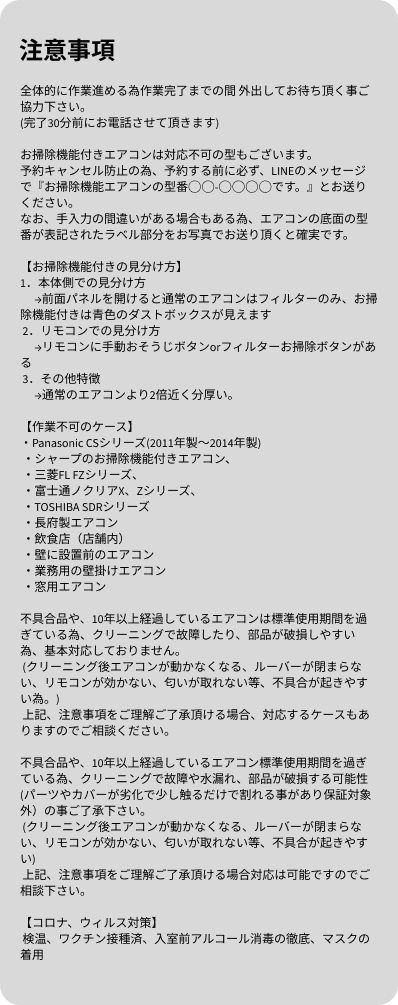 注意事項
全体的に作業進める為作業完了までの間 外出してお待ち頂く事ご
協力下さい。
(完了30分前にお電話させて頂きます)
お掃除機能付きエアコンは対応不可の型もございます。
予約キャンセル防止の為、予約する前に必ず、LINEのメッセージ
で『お掃除機能エアコンの型番◯◯-◯◯◯◯です。』とお送り
ください。
なお、手入力の間違いがある場合もある為、エアコンの底面の型
番が表記されたラベル部分をお写真でお送り頂くと確実です。
【お掃除機能付きの見分け方】
1．本体側での見分け方
→前面パネルを開けると通常のエアコンはフィルターのみ、お掃
除機能付きは青色のダストボックスが見えます
2．リモコンでの見分け方
→リモコンに手動おそうじボタンorフィルターお掃除ボタンがあ
る
3．その他特徴
→通常のエアコンより2倍近く分厚い。
【作業不可のケース】
・Panasonic CSシリーズ(2011年製〜2014年製)
・シャープのお掃除機能付きエアコン、
・三菱FL FZシリーズ、
・富士通ノクリアX、Zシリーズ、
・TOSHIBA SDRシリーズ
・長府製エアコン
・飲食店（店舗内）
・壁に設置前のエアコン
・業務用の壁掛けエアコン
・窓用エアコン
不具合品や、10年以上経過しているエアコンは標準使用期間を過
ぎている為、クリーニングで故障したり、部品が破損しやすい
為、基本対応しておりません。
(クリーニング後エアコンが動かなくなる、ルーバーが閉まらな
い、リモコンが効かない、匂いが取れない等、不具合が起きやす
い為。)
上記、注意事項をご理解ご了承頂ける場合、対応するケースもあ
りますのでご相談ください。
不具合品や、10年以上経過しているエアコン標準使用期間を過ぎ
ている為、クリーニングで故障や水漏れ、部品が破損する可能性
(パーツやカバーが劣化で少し触るだけで割れる事があり保証対象
外）の事ご了承下さい。
(クリーニング後エアコンが動かなくなる、ルーバーが閉まらな
い、リモコンが効かない、匂いが取れない等、不具合が起きやす
い)
上記、注意事項をご理解ご了承頂ける場合対応は可能ですのでご
相談下さい。
【コロナ、ウィルス対策】
検温、ワクチン接種済、入室前アルコール消毒の徹底、マスクの
着用